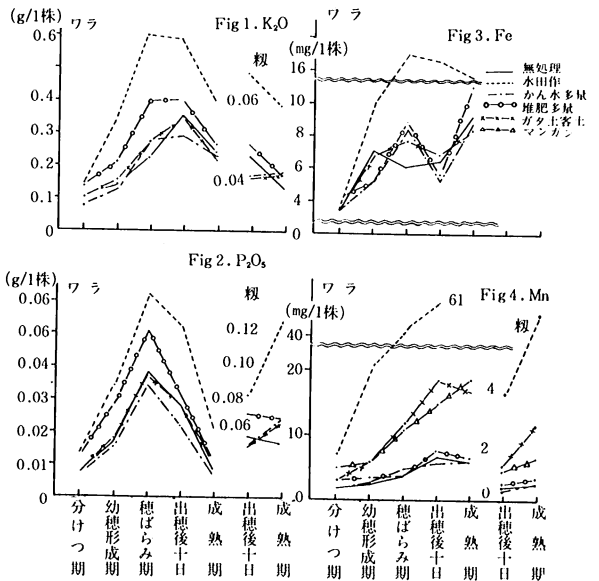 (g/1株)
ワラ
Fig 1. K₂O
0.6
0.4
0.3
0.2
0.1
0
籾
0.06
0.04
Fig 3. Fe
(mg/1株)
16
10
8
6
4
0
無処理
水田作
かん水多量
堆肥多量
ガタ土客土
マンガン
Fig 2. P₂O₅
(g/1株)
ワラ
0.06
0.06
0.04
0.03
0.02
0.01
0
籾
0.12
0.10
0.08
0.06
ワラ
61
Fig 4. Mn
(mg/1株)
40
20
10
0
籾
4
2
0
分けつ期
幼穂形成期
穂ばらみ期
出穂後十日
成熟期
出穂後十日
成熟期
分けつ期
幼穂形成期
穂ばらみ期
出穂後十日
成熟期
出穂後十日
成熟期